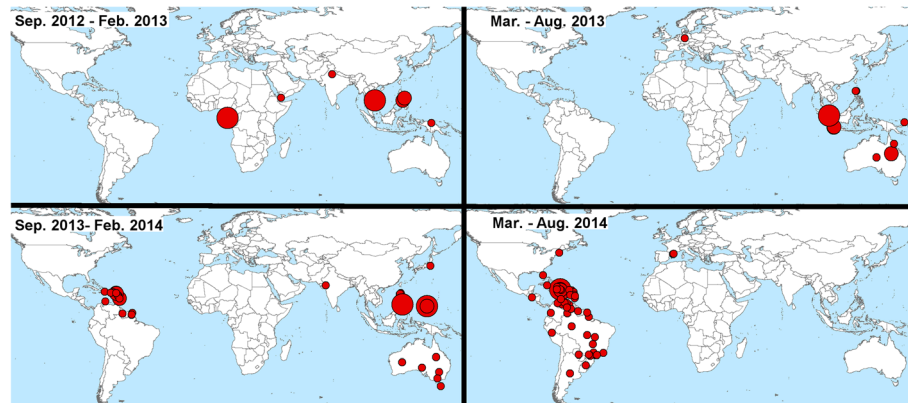 Sep. 2012 - Feb. 2013
Mar. - Aug. 2013
Sep. 2013- Feb. 2014
Mar. - Aug. 2014